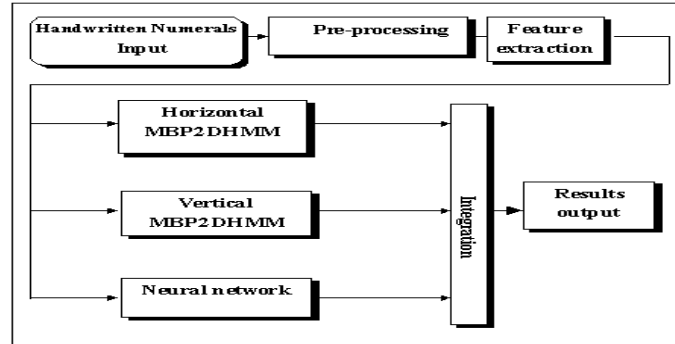 Handwritten Numerals
Input
Pre-processing
Feature
extraction
Horizontal
MBP2DHMM
Vertical
MBP2DHMM
Neural network.
Integration
Results
output